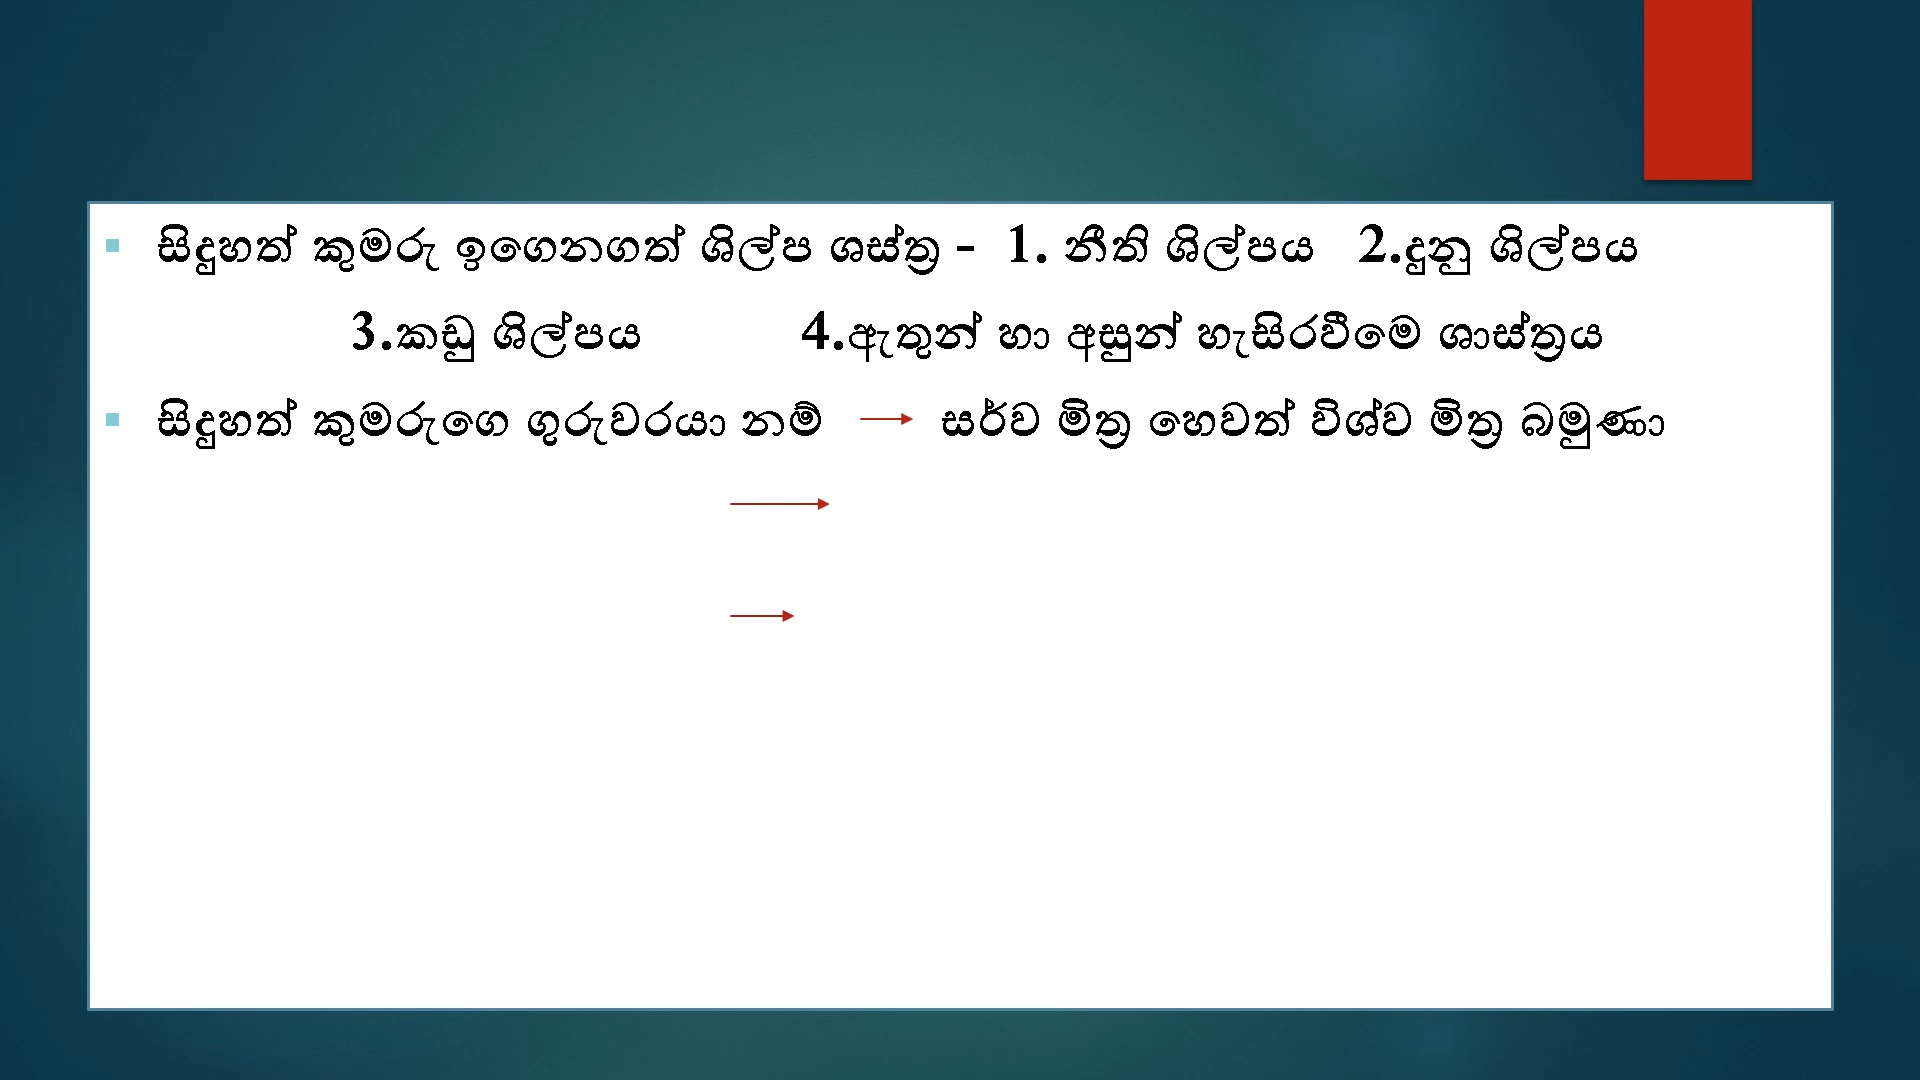 සිදුහත් කුමරු ඉගෙනගත් ශිල්ප ශස්ත්‍ර - 1. නීති ශිල්පය 2.දුනු ශිල්පය
3.කඩු ශිල්පය 4.ඇතුන් හා අසුන් හැසිරවීමෙ ශාස්ත්‍රය
සිදුහත් කුමරුගෙ ගුරුවරයා නම් → සර්ව මිත්‍ර හෙවත් විශ්ව මිත්‍ර බමුණා